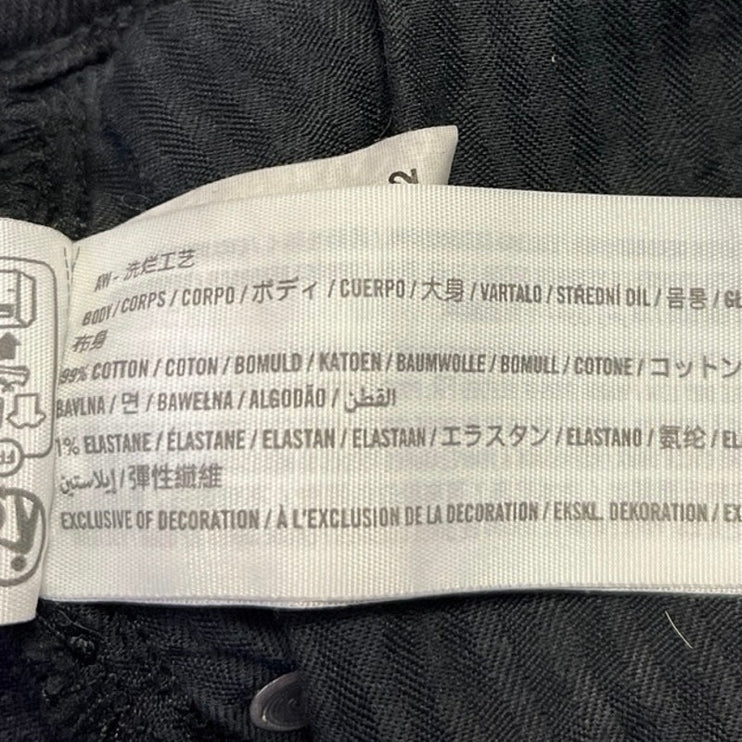 2
RW - 洗烂工艺
BODY / CORPS / CORPO / ボディ / CUERPO / 大身 / VARTALO / STŘEDNÍ DÍL / 몸통 /
布身
99% COTTON / COTON / BOMULD / KATOEN / BAUMWOLLE / BOMULL / COTONE / コットン
BAVLNA / 면 / BAWEŁNA / ALGODÃO / القطن
1% ELASTANE / ÉLASTANE / ELASTAN / ELASTAAN / エラスタン / ELASTANO / 氨纶 /
إيلاستين / 彈性纖維
EXCLUSIVE OF DECORATION / À L'EXCLUSION DE LA DECORATION / EKSKL. DEKORATION /